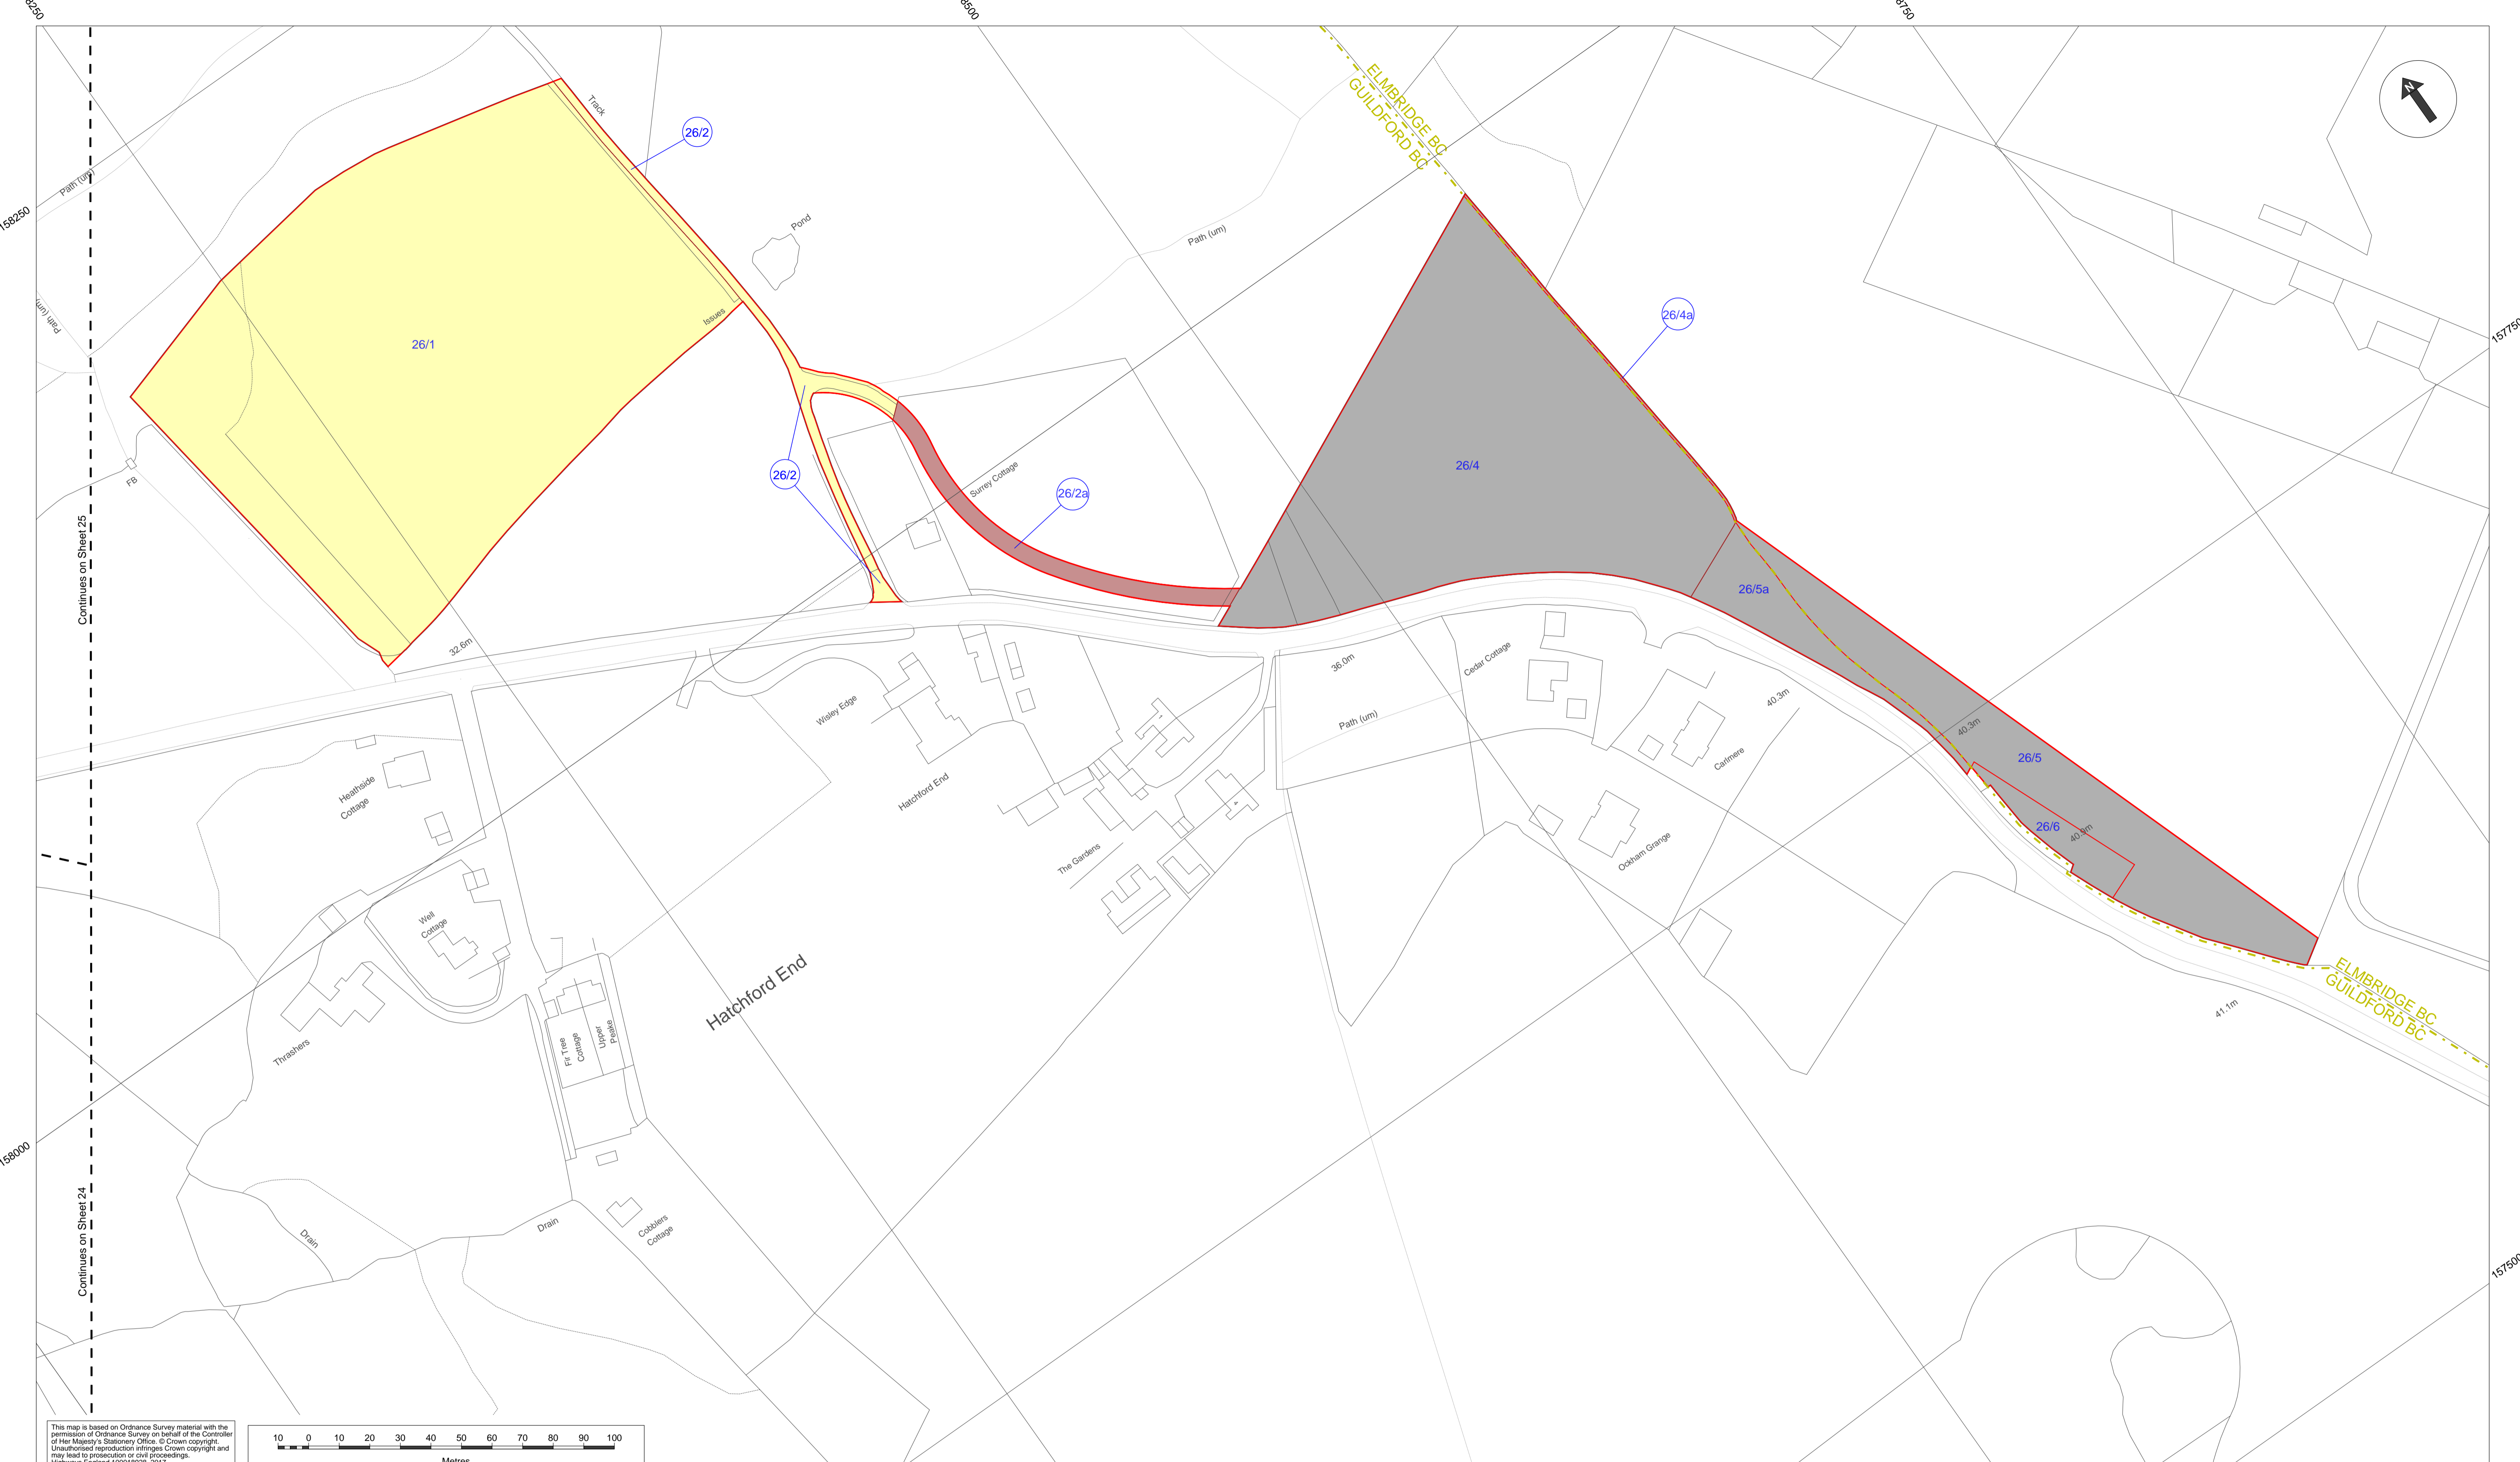 8250
8500
8750
158250
158000
157750
157500
Continues on Sheet 25
Continues on Sheet 24
N
ELMBRIDGE BC
GUILDFORD BC
Track
26/2
Path (um)
Pond
Path (um)
Path (um)
Issues
26/1
26/4a
FB
26/2
Surrey Cottage
26/2a
26/4
26/5a
32.6m
36.0m
Cedar Cottage
40.3m
Path (um)
Wisley Edge
Carlmere
40.3m
26/5
Heathside
Cottage
Hatchford End
1
4
26/6
40.9m
The Gardens
Ockham Grange
Well
Cottage
Hatchford End
ELMBRIDGE BC
GUILDFORD BC
41.1m
Thrashers
Fir Tree
Cottage
Upper
Peake
Drain
Drain
Cobblers
Cottage
This map is based on Ordnance Survey material with the
permission of Ordnance Survey on behalf of the Controller
of Her Majesty's Stationery Office. © Crown copyright.
Unauthorised reproduction infringes Crown copyright and
may lead to prosecution or civil proceedings.
10 0 10 20 30 40 50 60 70 80 90 100
Metres